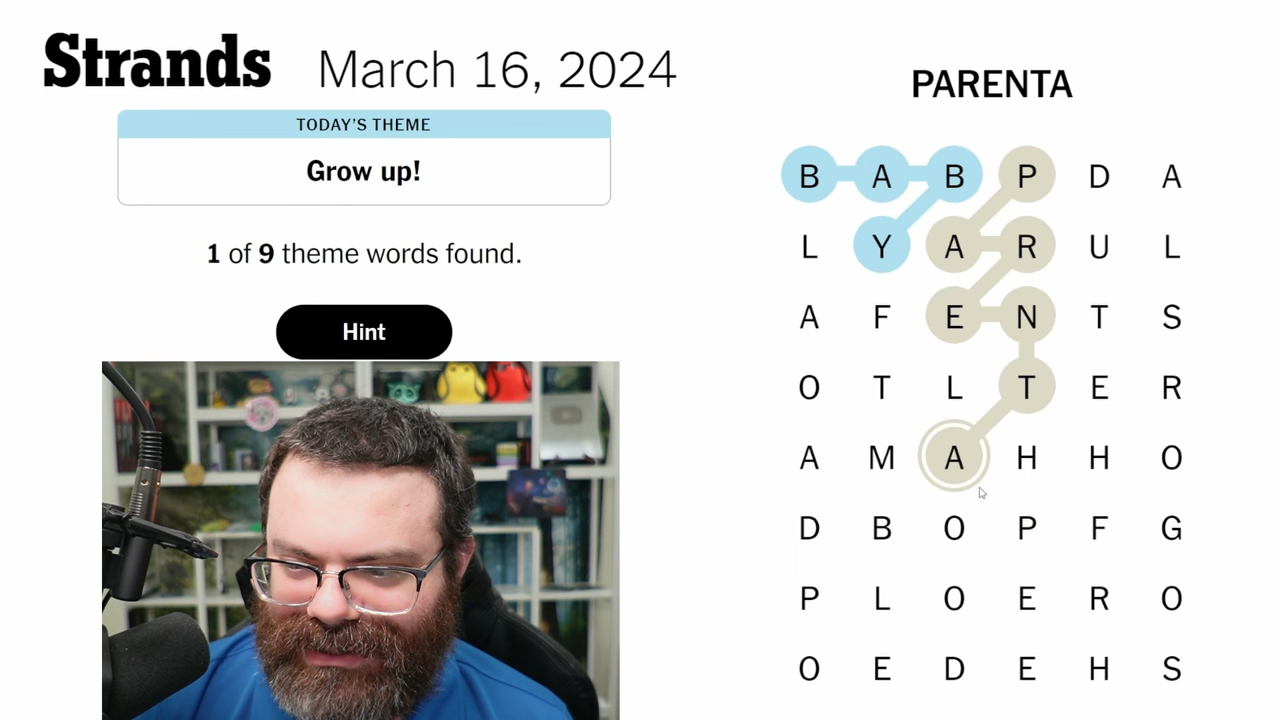 Strands March 16, 2024
TODAY'S THEME
Grow up!
1 of 9 theme words found.
Hint
PARENTA
B A B P D A
L Y A R U L
A F E N T S
O T L T E R
A M A H H O
D B O P F G
P L O E R O
O E D E H S